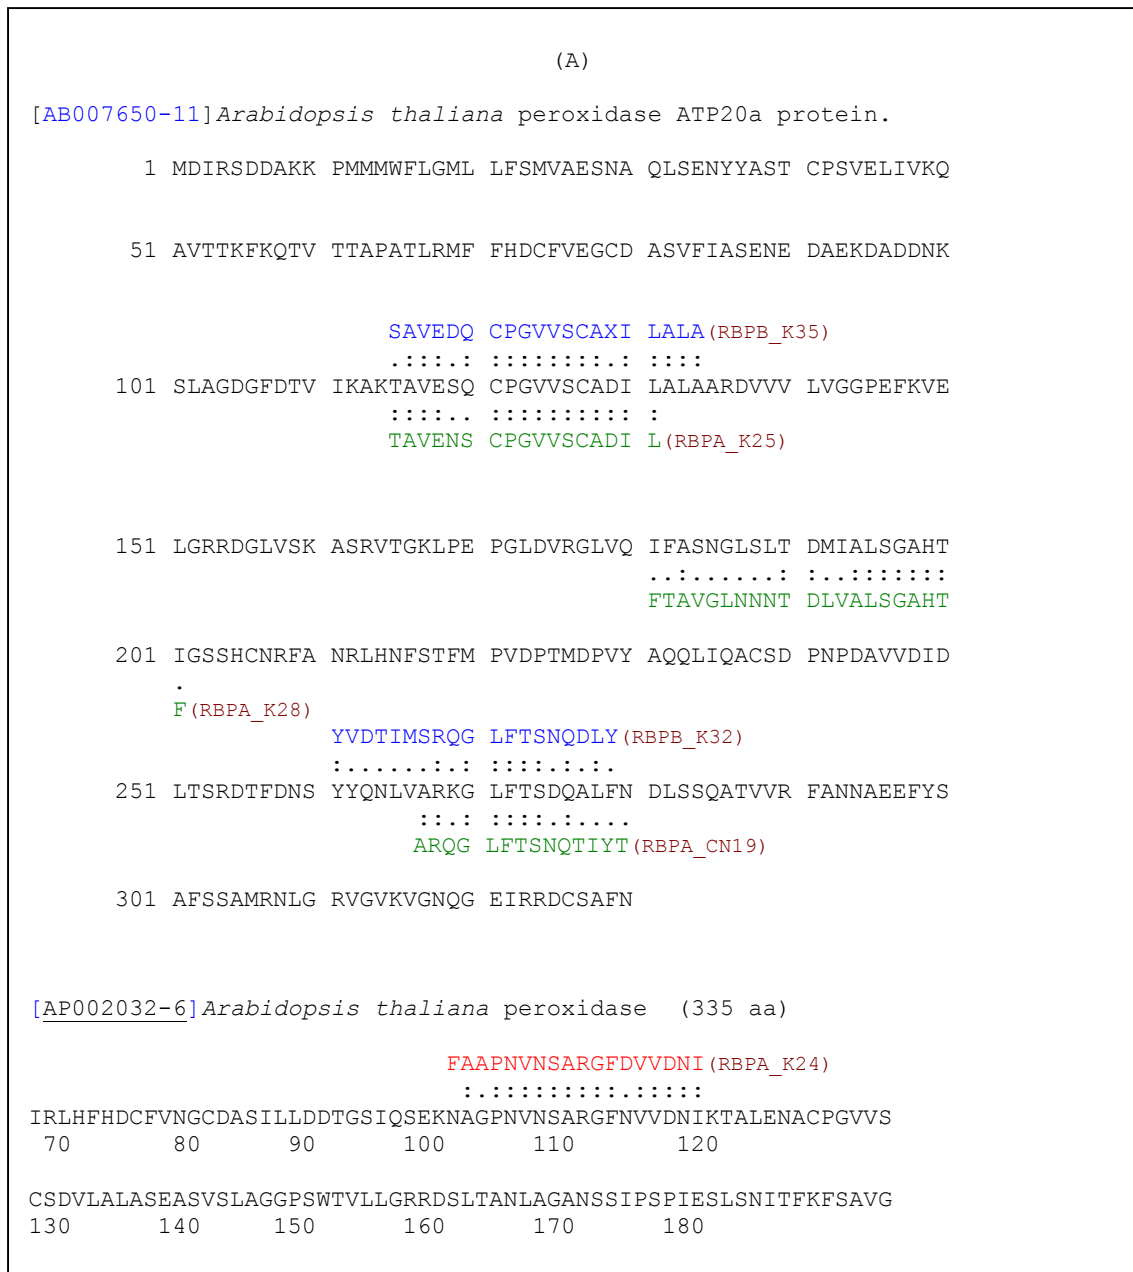 (A)
[AB007650-11]Arabidopsis thaliana peroxidase ATP20a protein.
1 MDIRSDDAKK PMMMWFLGML LFSMVAESNA QLSENYYAST CPSVELIVKQ
51 AVTTKFKQTV TTAPATLRMF FHDCFVEGCD ASVFIASENE DAEKDADDNK
SAVEDQ CPGVVSCAXI LALA(RBPB_K35)
.:::.: ::::::::.: ::::
101 SLAGDGFDTV IKAKTAVESQ CPGVVSCADI LALAARDVVV LVGGPEFKVE
::::.. :::::::::: :
TAVENS CPGVVSCADI L(RBPA_K25)
151 LGRRDGLVSK ASRVTGKLPE PGLDVRGLVQ IFASNGLSLT DMIALSGAHT
..:......: :..:::::::
FTAVGLNNNT DLVALSGAHT
201 IGSSHCNRFA NRLHNFSTFM PVDPTMDPVY AQQLIQACSD PNPDAVVDID
.
F(RBPA_K28)
YVDTIMSRQG LFTSNQDLY(RBPB_K32)
:......:.: ::::.:.:.
251 LTSRDTFDNS YYQNLVARKG LFTSDQALFN DLSSQATVVR FANNAEEFYS
::.: ::::.:....
ARQG LFTSNQTIYT(RBPA_CN19)
301 AFSSAMRNLG RVGVKVGNQG EIRRDCSAFN
[AP002032-6]Arabidopsis thaliana peroxidase (335 aa)
FAAPNVNSARGFDVVDNI(RBPA_K24)
:.:::::::::.:::::
IRLHFHDCFVNGCDASILLDDTGSIQSEKNAGPNVNSARGFNVVDNIKTALENACPGVVS
70 80 90 100 110 120
CSDVLALASEASVSLAGGPSWTVLLGRRDSLTANLAGANSSIPSPIESLSNITFKFSAVG
130 140 150 160 170 180